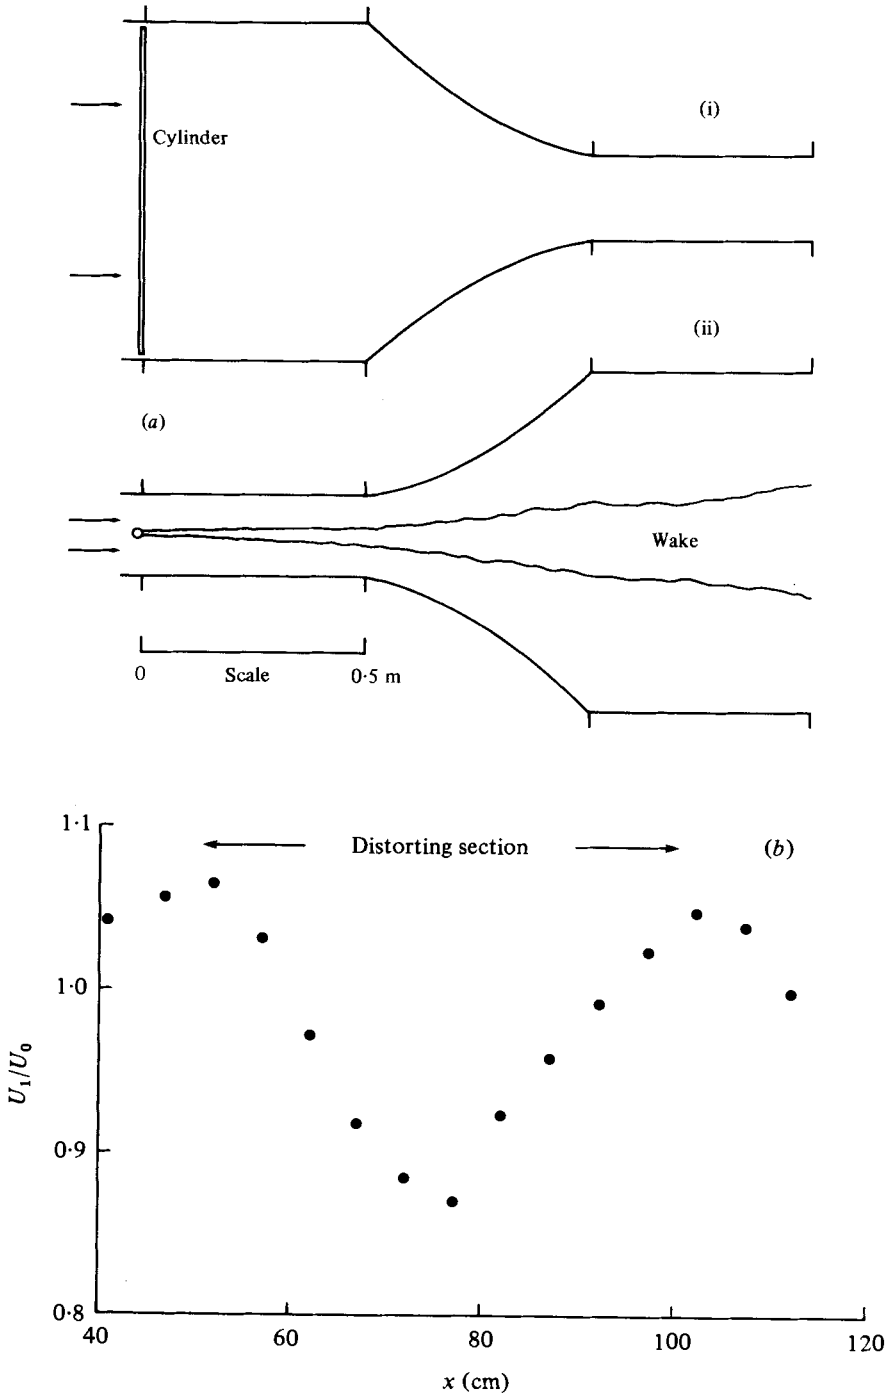 (i)
Cylinder
(ii)
(a)
Wake
0 Scale 0·5 m
1·1
Distorting section (b)
1·0
U₁/U₀
0·9
0·8
40 60 80 100 120
x (cm)